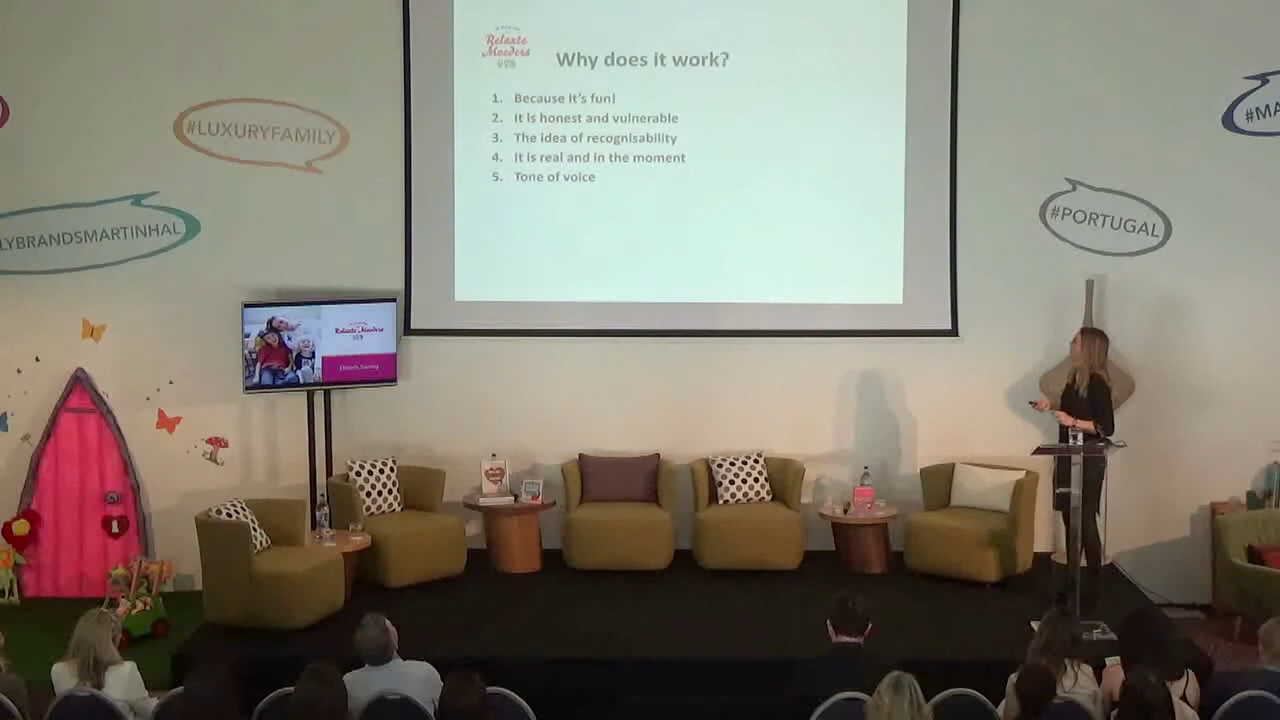 Relaxte
Moeders
Why does it work?
1. Because it's fun!
2. It is honest and vulnerable
3. The idea of recognisability
4. It is real and in the moment
5. Tone of voice
#LUXURYFAMILY
LYBRANDSMARTINHAL
#MA
#PORTUGAL
Relaxte Moeders